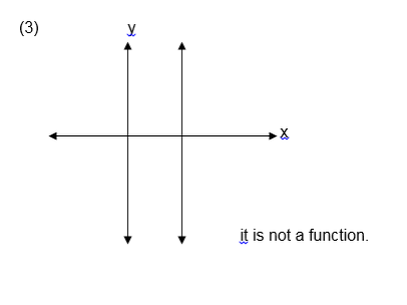 (3)
y
x
it is not a function.